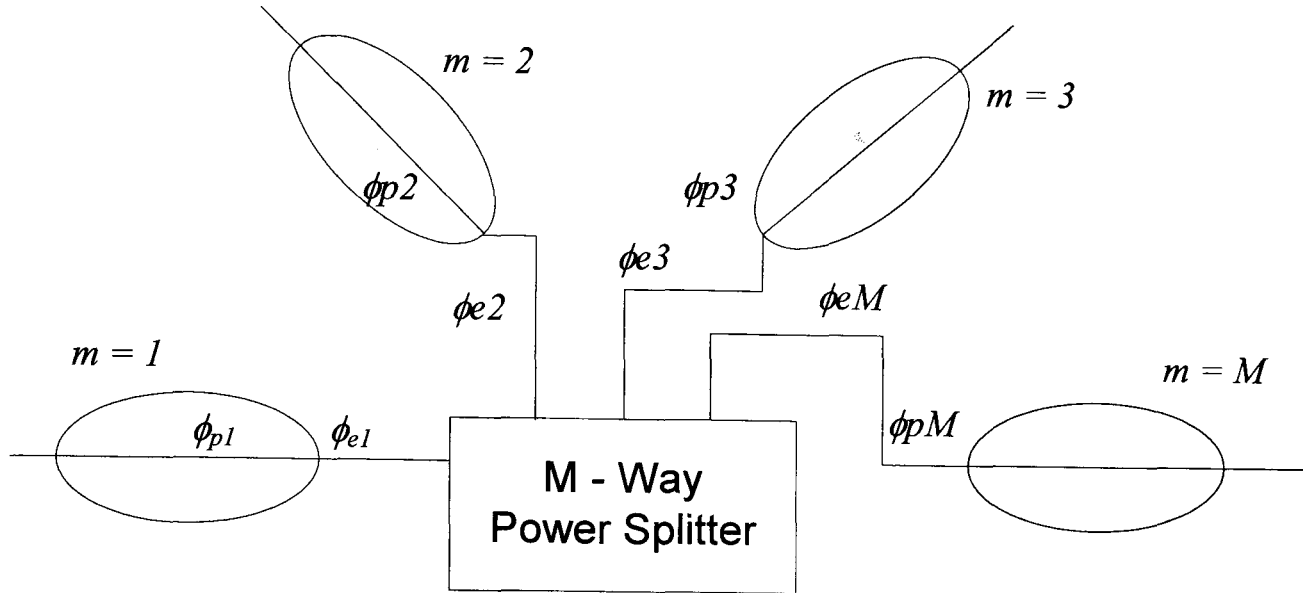 m = 2
m = 3
ϕp2
ϕp3
ϕe3
ϕe2
ϕeM
m = 1
m = M
ϕp1
ϕe1
ϕpM
M - Way
Power Splitter